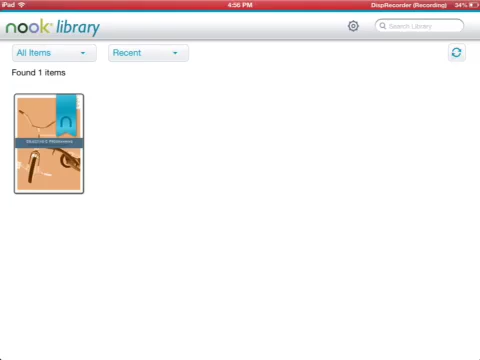 iPad 4:56 PM DispRecorder (Recording) 34%
nook library Search Library
All Items Recent
Found 1 items
n